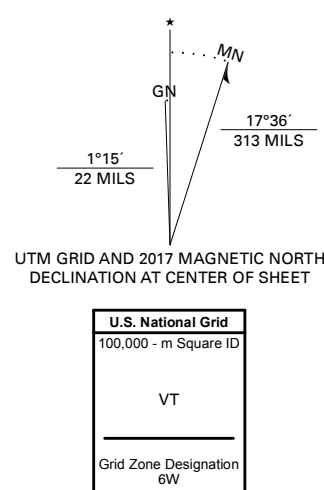 ★
MN
GN
17°36´
313 MILS
1°15´
22 MILS
UTM GRID AND 2017 MAGNETIC NORTH
DECLINATION AT CENTER OF SHEET
U.S. National Grid
100,000 - m Square ID
VT
Grid Zone Designation
6W